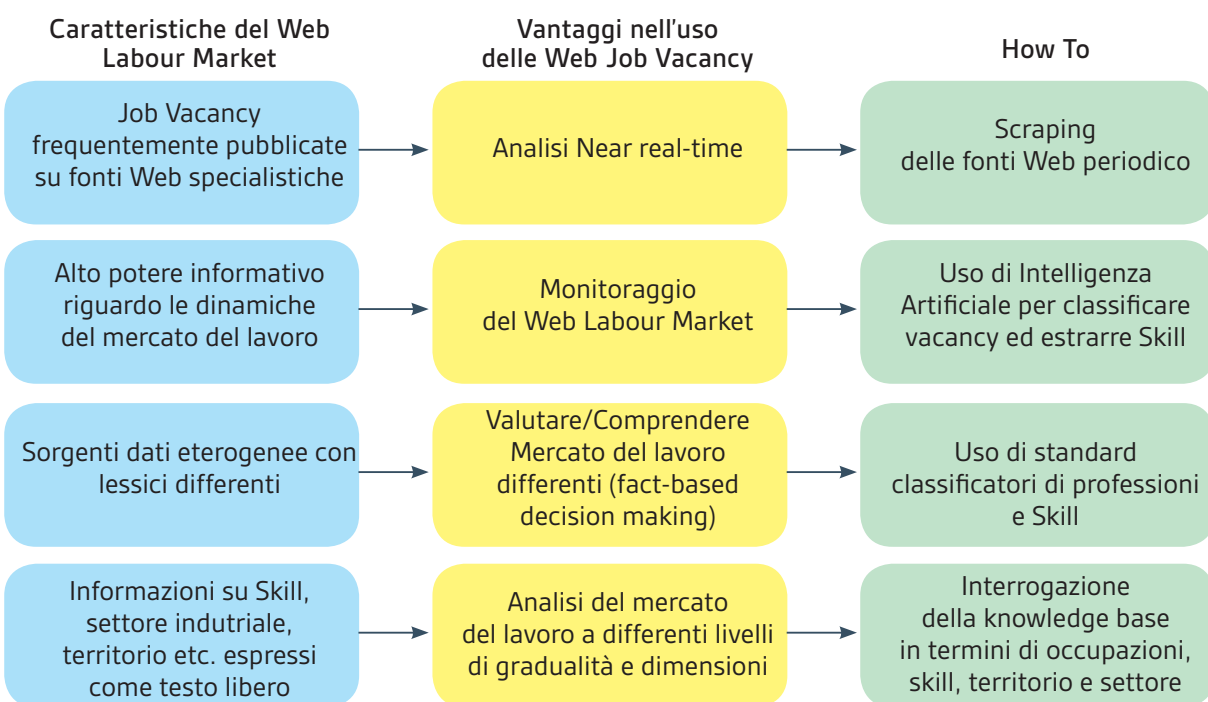 Caratteristiche del Web
Labour Market
Vantaggi nell'uso
delle Web Job Vacancy
How To
Job Vacancy
frequentemente pubblicate
su fonti Web specialistiche
Analisi Near real-time
Scraping
delle fonti Web periodico
Alto potere informativo
riguardo le dinamiche
del mercato del lavoro
Monitoraggio
del Web Labour Market
Uso di Intelligenza
Artificiale per classificare
vacancy ed estrarre Skill
Sorgenti dati eterogenee con
lessici differenti
Valutare/Comprendere
Mercato del lavoro
differenti (fact-based
decision making)
Uso di standard
classificatori di professioni
e Skill
Informazioni su Skill,
settore indutriale,
territorio etc. espressi
come testo libero
Analisi del mercato
del lavoro a differenti livelli
di gradualità e dimensioni
Interrogazione
della knowledge base
in termini di occupazioni,
skill, territorio e settore